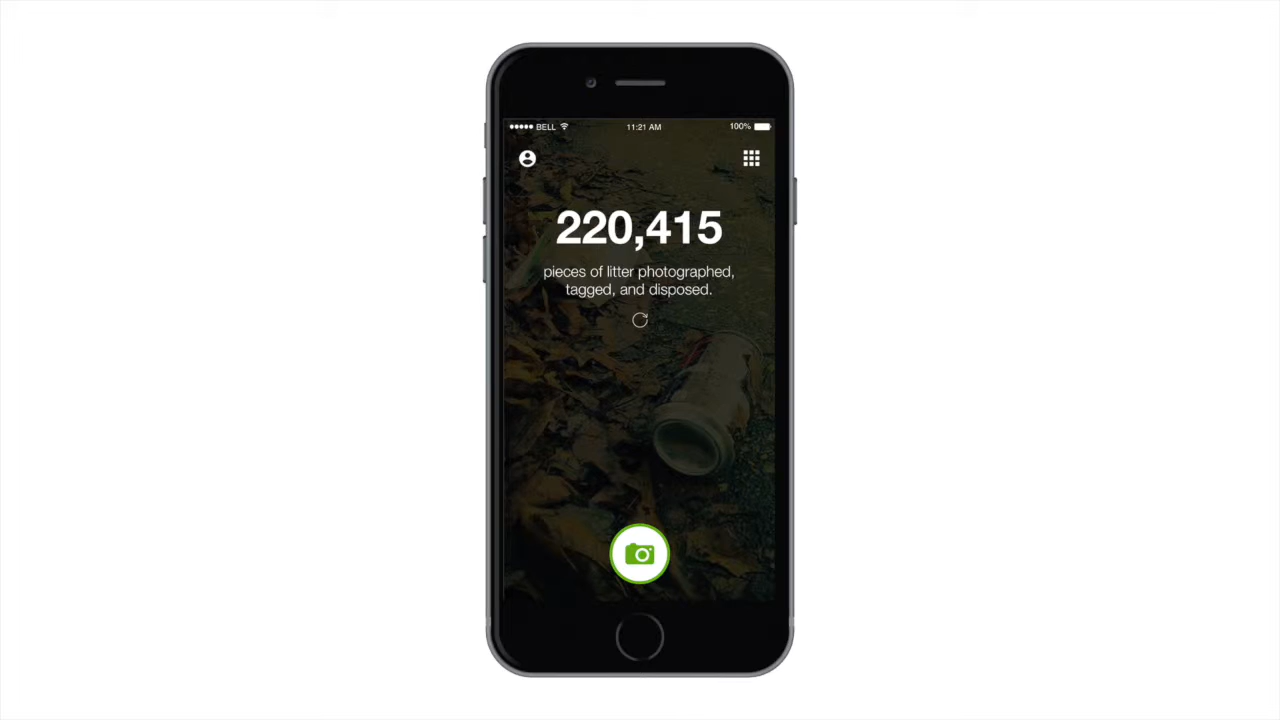 BELL 11:21 AM 100%
220,415
pieces of litter photographed,
tagged, and disposed.